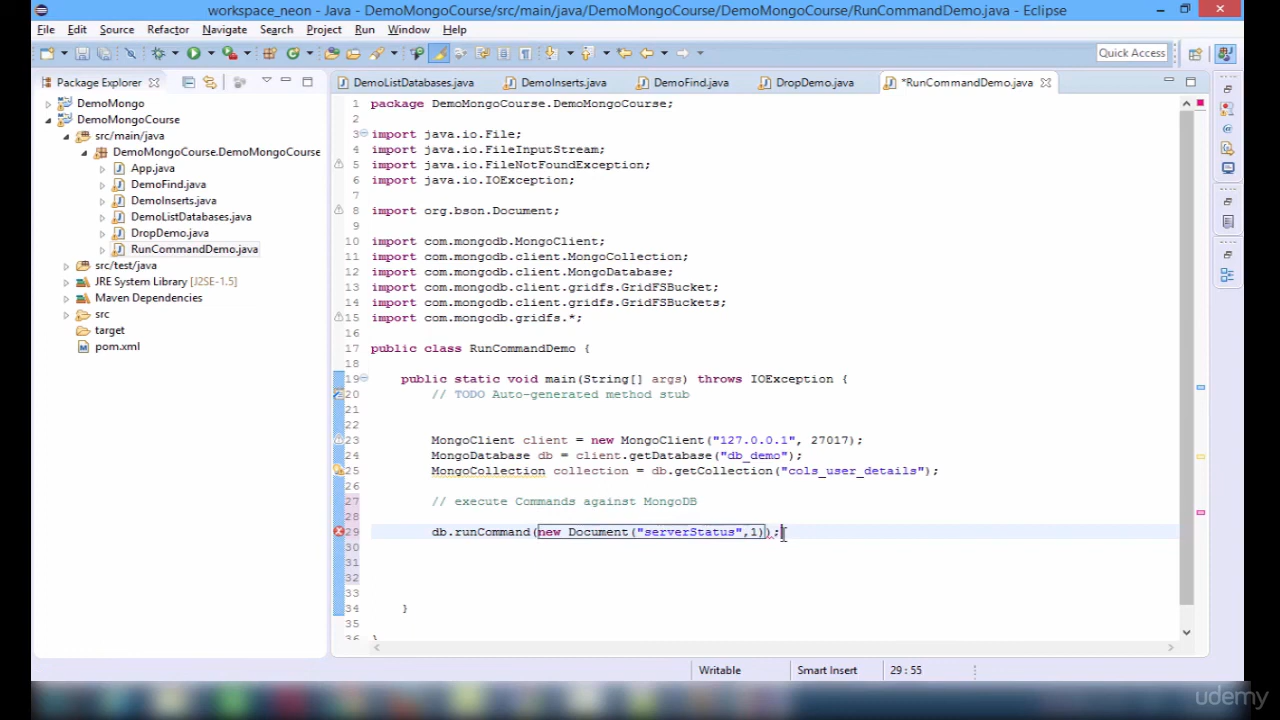 workspace_neon - Java - DemoMongoCourse/src/main/java/DemoMongoCourse/DemoMongoCourse/RunCommandDemo.java - Eclipse
File Edit Source Refactor Navigate Search Project Run Window Help
Quick Access
Package Explorer
DemoListDatabases.java DemoInserts.java DemoFind.java DropDemo.java *RunCommandDemo.java
DemoMongo
DemoMongoCourse
src/main/java
DemoMongoCourse.DemoMongoCourse
App.java
DemoFind.java
DemoInserts.java
DemoListDatabases.java
DropDemo.java
RunCommandDemo.java
src/test/java
JRE System Library [J2SE-1.5]
Maven Dependencies
src
target
pom.xml
1 package DemoMongoCourse.DemoMongoCourse;
2
3 import java.io.File;
4 import java.io.FileInputStream;
5 import java.io.FileNotFoundException;
6 import java.io.IOException;
7
8 import org.bson.Document;
9
10 import com.mongodb.MongoClient;
11 import com.mongodb.client.MongoCollection;
12 import com.mongodb.client.MongoDatabase;
13 import com.mongodb.client.gridfs.GridFSBucket;
14 import com.mongodb.client.gridfs.GridFSBuckets;
15 import com.mongodb.gridfs.*;
16
17 public class RunCommandDemo {
18
19 public static void main(String[] args) throws IOException {
20 // TODO Auto-generated method stub
21
22
23 MongoClient client = new MongoClient("127.0.0.1", 27017);
24 MongoDatabase db = client.getDatabase("db_demo");
25 MongoCollection collection = db.getCollection("cols_user_details");
26
27 // execute Commands against MongoDB
28
29 db.runCommand(new Document("serverStatus",1));
30
31
32
33
34 }
35
36 }
Writable Smart Insert 29 : 55
udemy